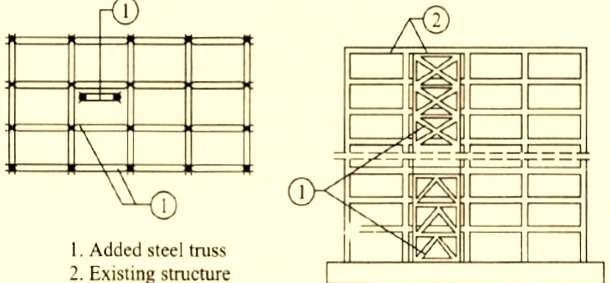 1
2
1
1
1. Added steel truss
2. Existing structure